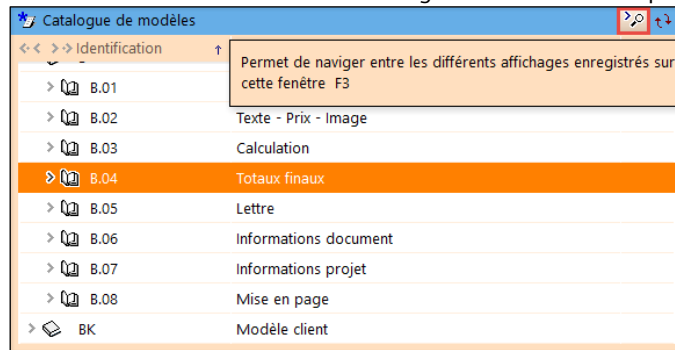 Catalogue de modèles
Identification
Permet de naviger entre les différents affichages enregistrés sur
cette fenêtre F3
B.01
B.02 Texte - Prix - Image
B.03 Calculation
B.04 Totaux finaux
B.05 Lettre
B.06 Informations document
B.07 Informations projet
B.08 Mise en page
BK Modèle client